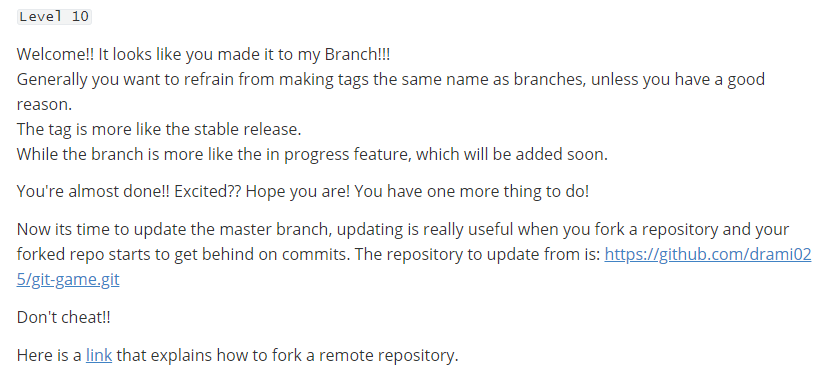 Level 10
Welcome!! It looks like you made it to my Branch!!!
Generally you want to refrain from making tags the same name as branches, unless you have a good
reason.
The tag is more like the stable release.
While the branch is more like the in progress feature, which will be added soon.
You're almost done!! Excited?? Hope you are! You have one more thing to do!
Now its time to update the master branch, updating is really useful when you fork a repository and your
forked repo starts to get behind on commits. The repository to update from is: https://github.com/drami02
5/git-game.git
Don't cheat!!
Here is a link that explains how to fork a remote repository.